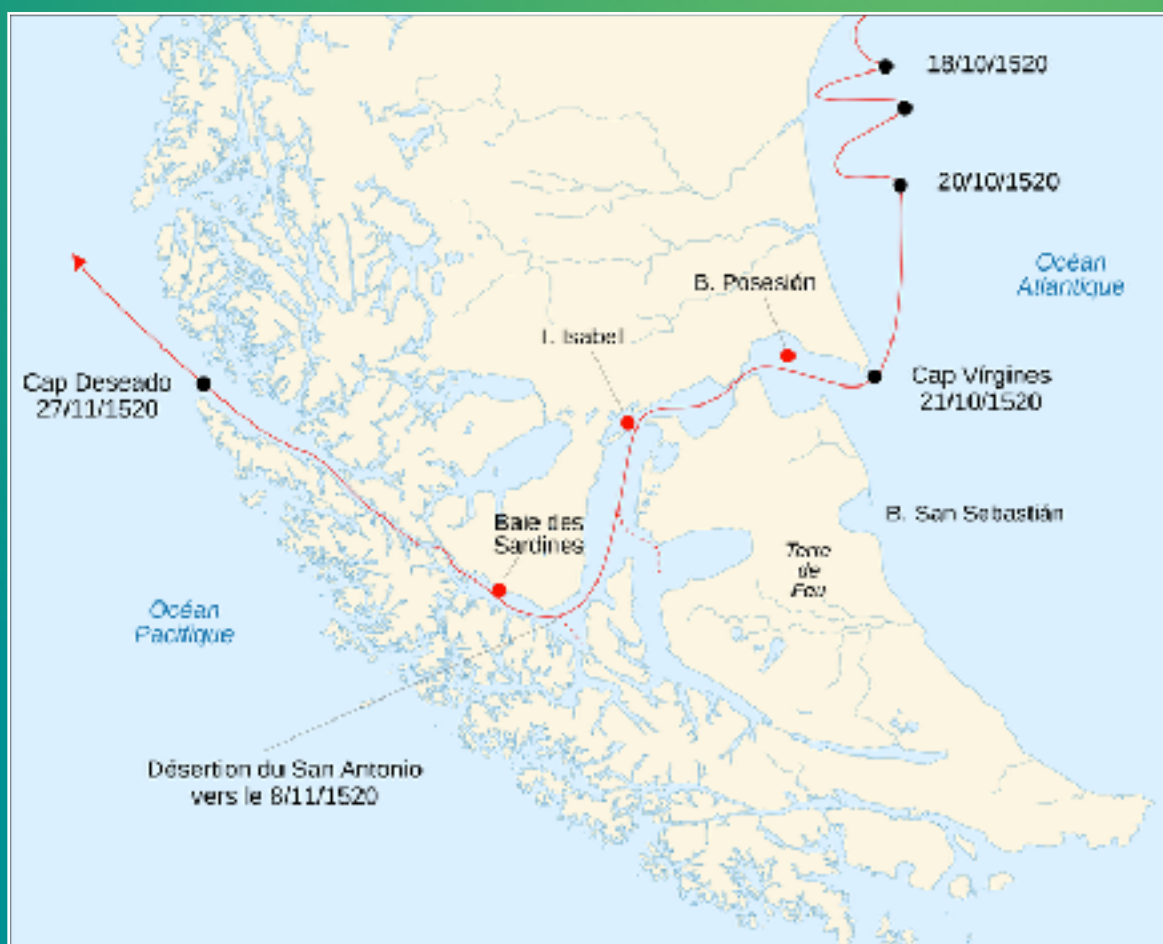 18/10/1520
20/10/1520
Océan
Atlantique
B. Posesión
I. Isabel
Cap Deseado
27/11/1520
Cap Vírgines
21/10/1520
Baie des
Sardines
B. San Sebastián
Terre
de
Feu
Océan
Pacifique
Désertion du San Antonio
vers le 8/11/1520